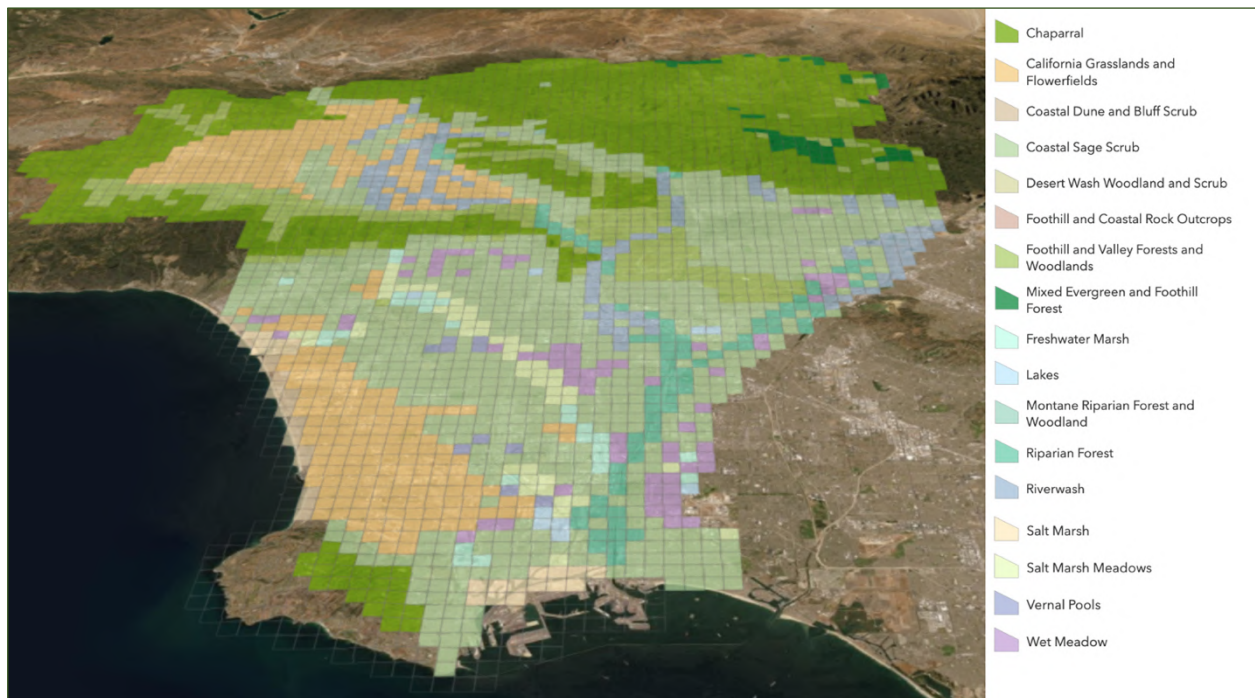 Chaparral
California Grasslands and
Flowerfields
Coastal Dune and Bluff Scrub
Coastal Sage Scrub
Desert Wash Woodland and Scrub
Foothill and Coastal Rock Outcrops
Foothill and Valley Forests and
Woodlands
Mixed Evergreen and Foothill
Forest
Freshwater Marsh
Lakes
Montane Riparian Forest and
Woodland
Riparian Forest
Riverwash
Salt Marsh
Salt Marsh Meadows
Vernal Pools
Wet Meadow